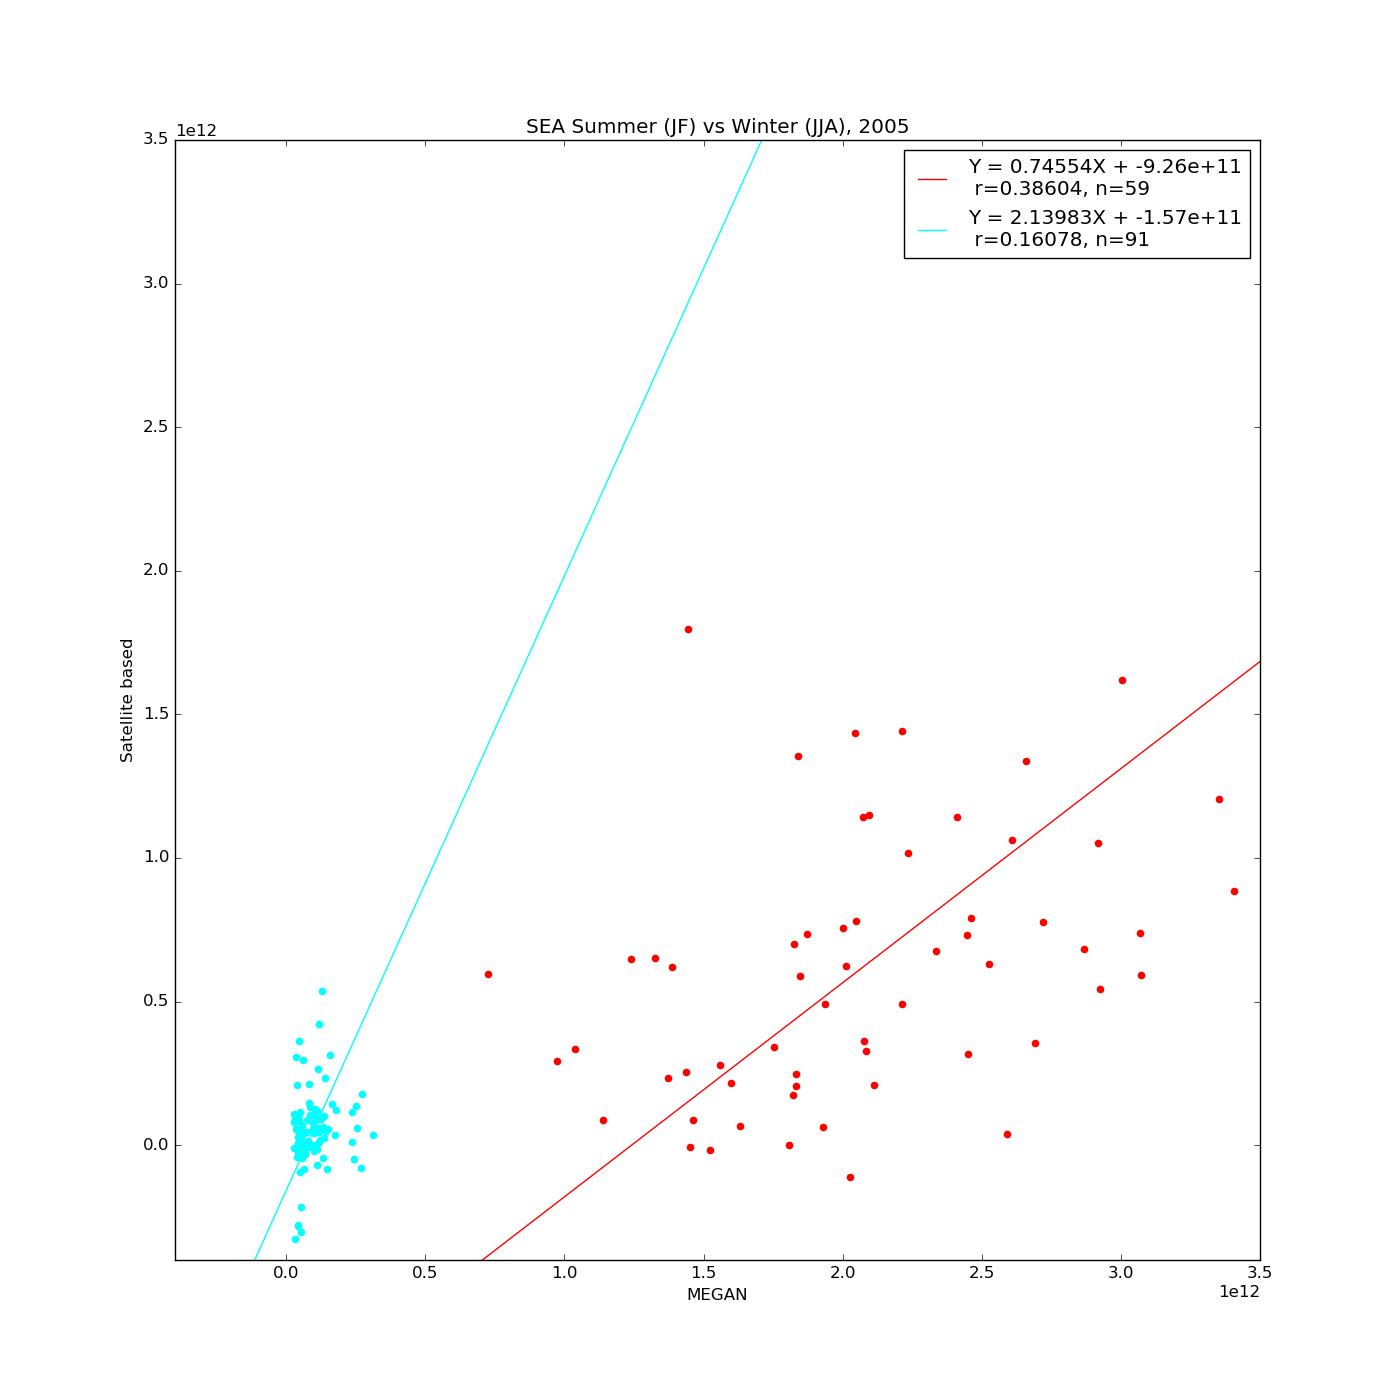 SEA Summer (JF) vs Winter (JJA), 2005
1e12
3.5
3.0
2.5
2.0
1.5
1.0
0.5
0.0
Satellite based
Y = 0.74554X + -9.26e+11
r=0.38604, n=59
Y = 2.13983X + -1.57e+11
r=0.16078, n=91
0.0 0.5 1.0 1.5 2.0 2.5 3.0 3.5
MEGAN
1e12